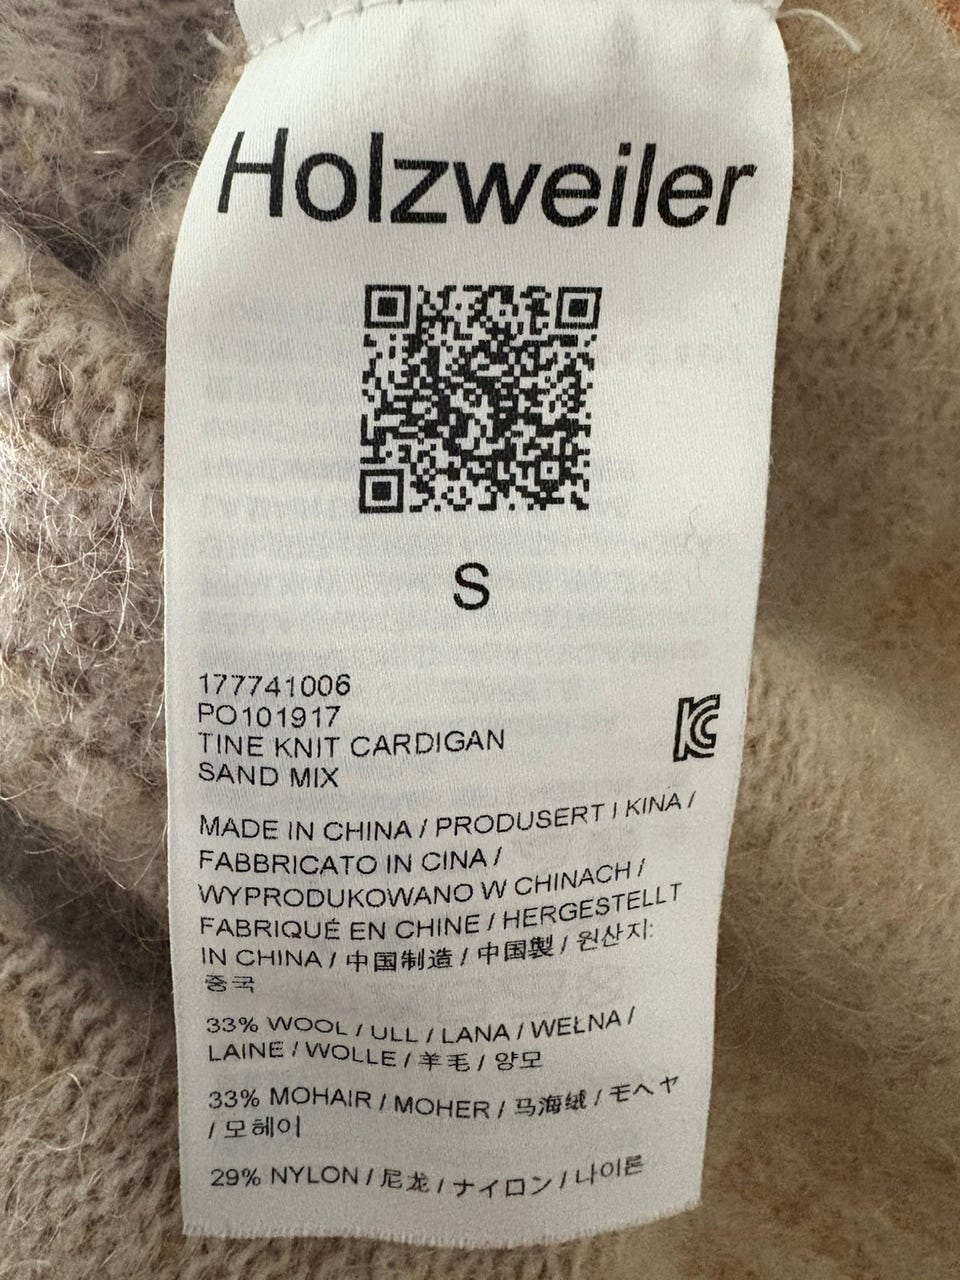 Holzweiler
S
177741006
PO101917
TINE KNIT CARDIGAN
SAND MIX
MADE IN CHINA / PRODUSERT I KINA /
FABBRICATO IN CINA /
WYPRODUKOWANO W CHINACH /
FABRIQUÉ EN CHINE / HERGESTELLT
IN CHINA / 中国制造 / 中国製 / 원산지:
중국
33% WOOL / ULL / LANA / WEŁNA /
LAINE / WOLLE / 羊毛 / 양모
33% MOHAIR / MOHER / 马海绒 / モヘヤ
/ 모헤이
29% NYLON / 尼龙 / ナイロン / 나이론